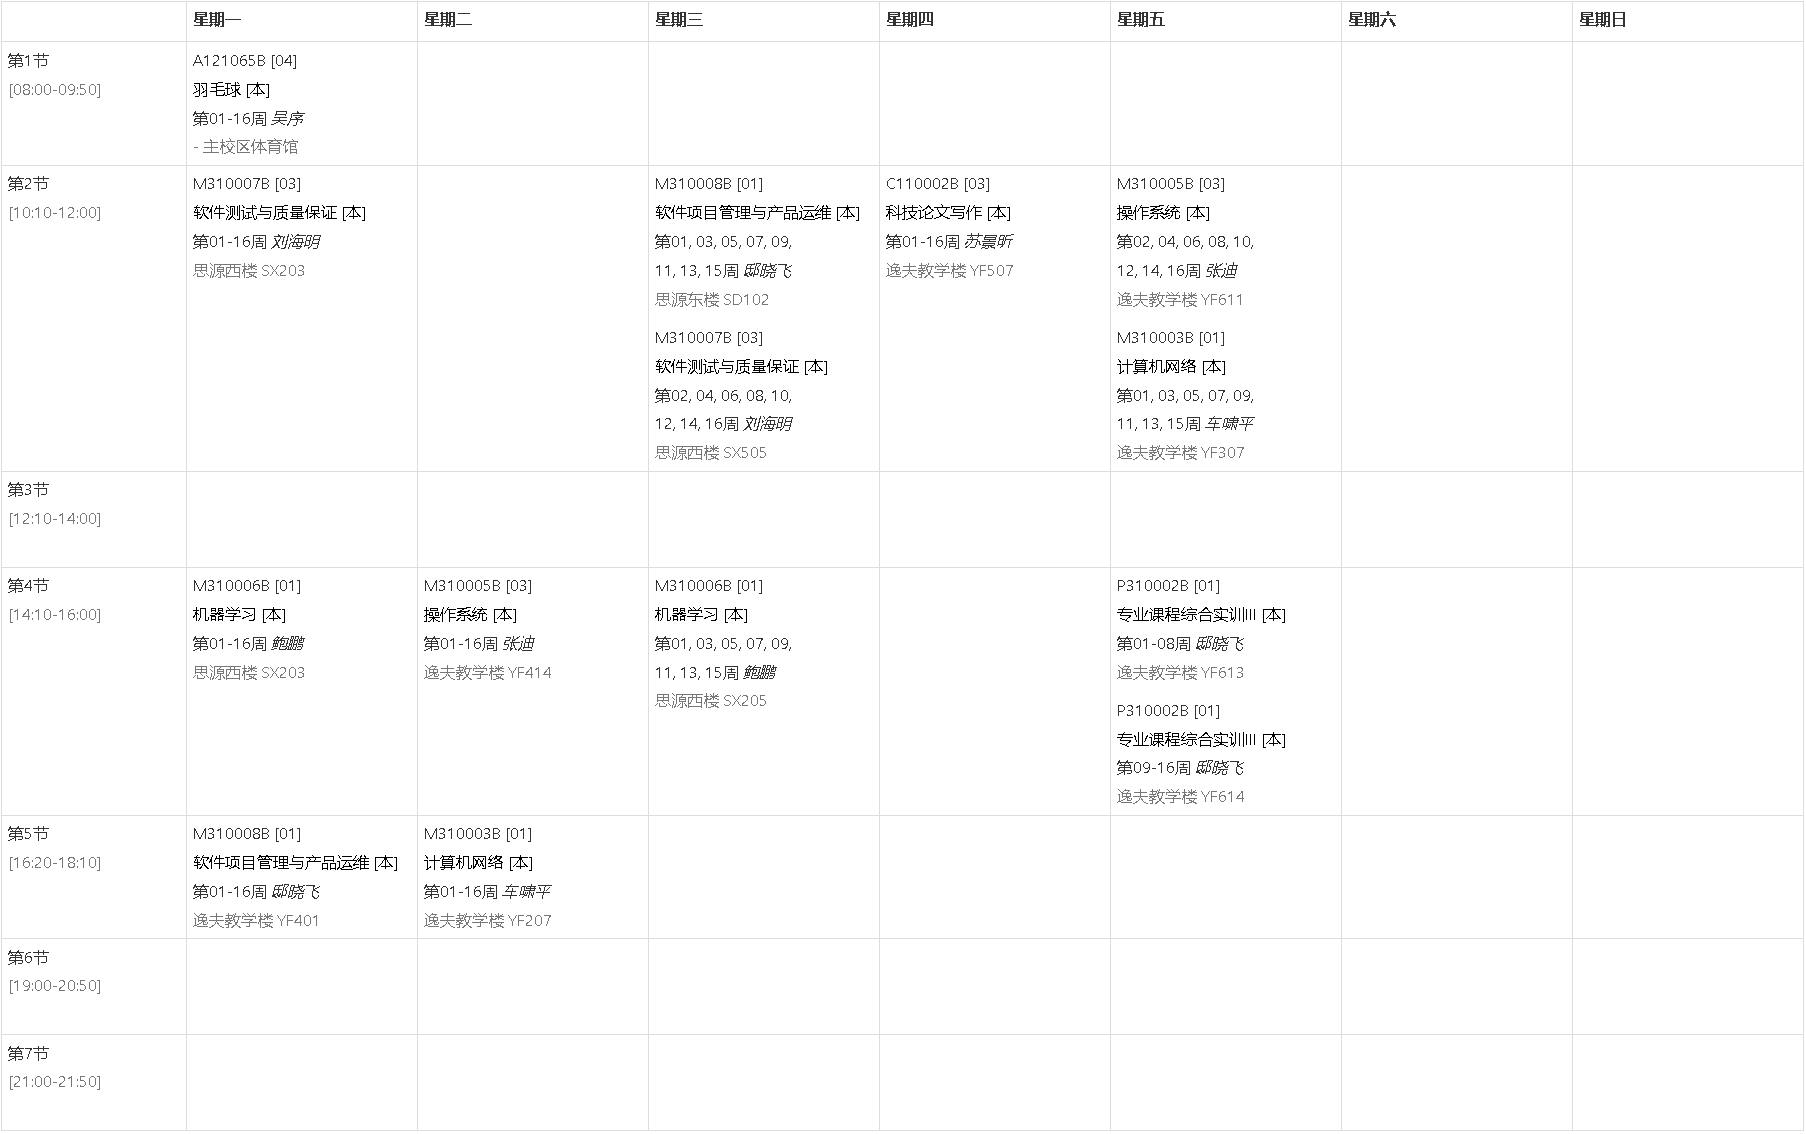 星期一
星期二
星期三
星期四
星期五
星期六
星期日
第1节
[08:00-09:50]
A121065B [04]
羽毛球 [本]
第01-16周 吴序
- 主校区体育馆
第2节
[10:10-12:00]
M310007B [03]
软件测试与质量保证 [本]
第01-16周 刘海明
思源西楼 SX203
M310008B [01]
软件项目管理与产品运维 [本]
第01, 03, 05, 07, 09,
11, 13, 15周 邸晓飞
思源东楼 SD102
M310007B [03]
软件测试与质量保证 [本]
第02, 04, 06, 08, 10,
12, 14, 16周 刘海明
思源西楼 SX505
C110002B [03]
科技论文写作 [本]
第01-16周 苏曩昕
逸夫教学楼 YF507
M310005B [03]
操作系统 [本]
第02, 04, 06, 08, 10,
12, 14, 16周 张迪
逸夫教学楼 YF611
M310003B [01]
计算机网络 [本]
第01, 03, 05, 07, 09,
11, 13, 15周 车啸平
逸夫教学楼 YF307
第3节
[12:10-14:00]
第4节
[14:10-16:00]
M310006B [01]
机器学习 [本]
第01-16周 鲍鹏
思源西楼 SX203
M310005B [03]
操作系统 [本]
第01-16周 张迪
逸夫教学楼 YF414
M310006B [01]
机器学习 [本]
第01, 03, 05, 07, 09,
11, 13, 15周 鲍鹏
思源西楼 SX205
P310002B [01]
专业课程综合实训III [本]
第01-08周 邸晓飞
逸夫教学楼 YF613
P310002B [01]
专业课程综合实训III [本]
第09-16周 邸晓飞
逸夫教学楼 YF614
第5节
[16:20-18:10]
M310008B [01]
软件项目管理与产品运维 [本]
第01-16周 邸晓飞
逸夫教学楼 YF401
M310003B [01]
计算机网络 [本]
第01-16周 车啸平
逸夫教学楼 YF207
第6节
[19:00-20:50]
第7节
[21:00-21:50]